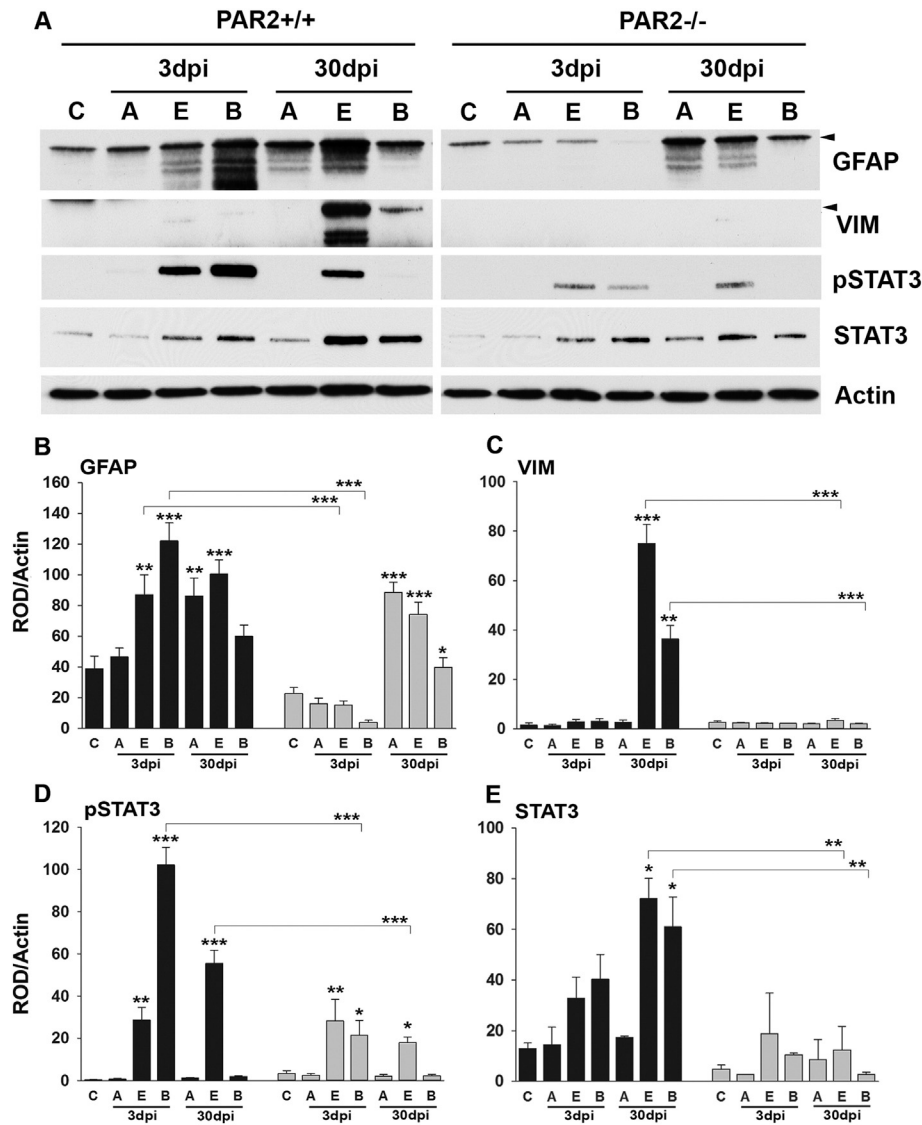 A
PAR2+/+ PAR2-/-
3dpi 30dpi 3dpi 30dpi
C A E B A E B C A E B A E B
GFAP
VIM
pSTAT3
STAT3
Actin
B
GFAP
ROD/Actin
160
140
120
100
80
60
40
20
0
** *** ** *** *** *** *
***
***
C A E B A E B C A E B A E B
3dpi 30dpi 3dpi 30dpi
C
VIM
100
80
60
40
20
0
*** **
***
***
C A E B A E B C A E B A E B
3dpi 30dpi 3dpi 30dpi
D
pSTAT3
ROD/Actin
120
100
80
60
40
20
0
** *** *** ** * *
***
***
C A E B A E B C A E B A E B
3dpi 30dpi 3dpi 30dpi
E
STAT3
100
80
60
40
20
0
* *
**
**
C A E B A E B C A E B A E B
3dpi 30dpi 3dpi 30dpi